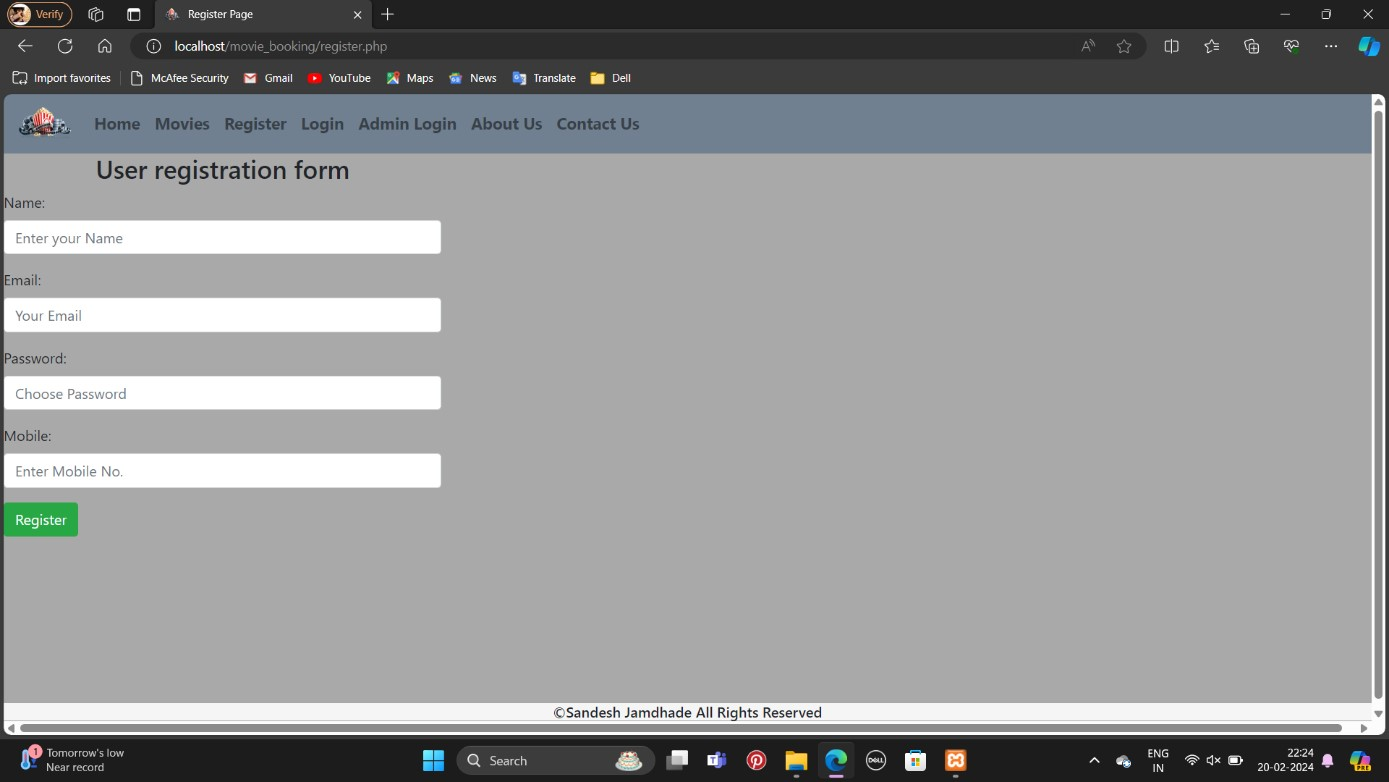 Verify
Register Page
localhost/movie_booking/register.php
Import favorites
McAfee Security
Gmail
YouTube
Maps
News
Translate
Dell
Home
Movies
Register
Login
Admin Login
About Us
Contact Us
User registration form
Name:
Enter your Name
Email:
Your Email
Password:
Choose Password
Mobile:
Enter Mobile No.
Register
©Sandesh Jamdhade All Rights Reserved
1
Tomorrow's low
Near record
Search
DELL
ENG
IN
22:24
20-02-2024
PRE